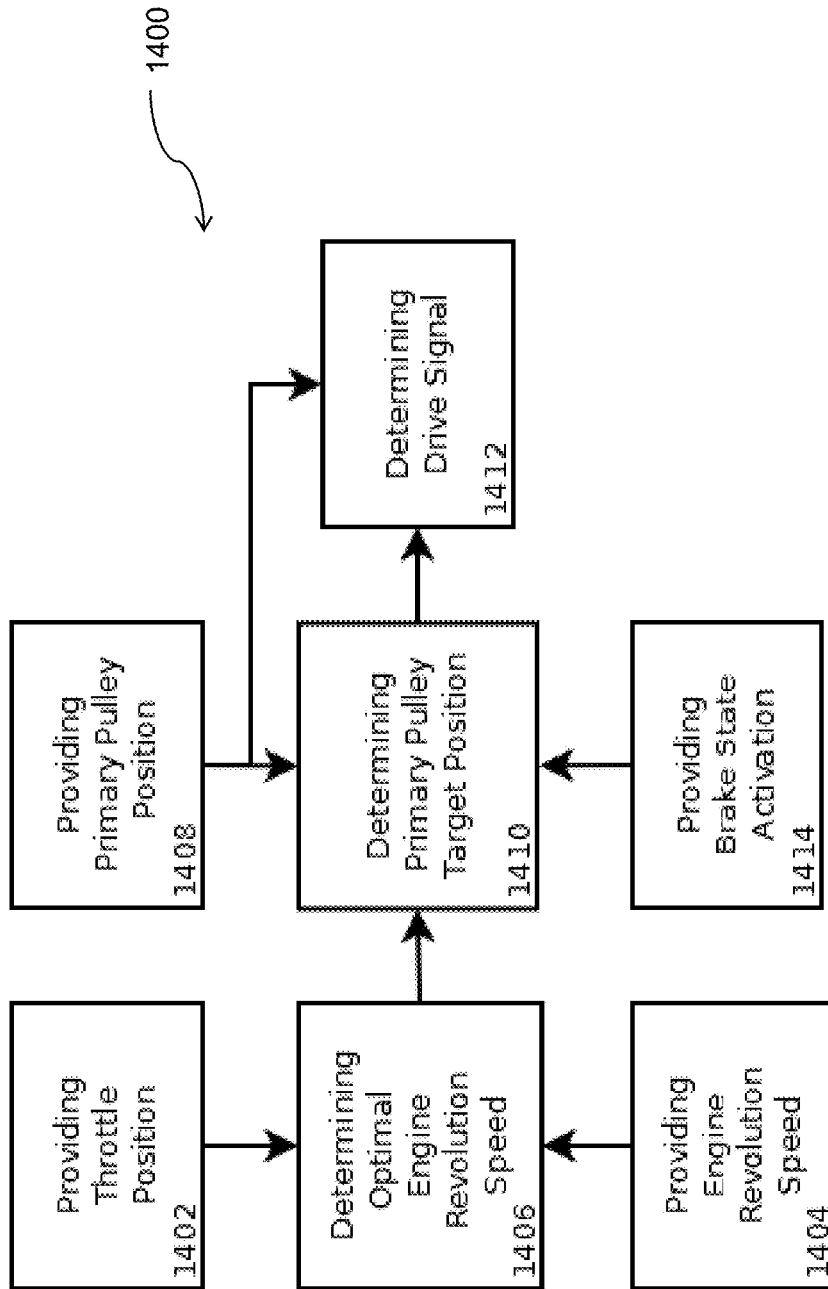 1400
Providing
Throttle
Position
1402
Providing
Primary Pulley
Position
1408
Determining
Optimal
Engine
Revolution
Speed
1406
Determining
Primary Pulley
Target Position
1410
Determining
Drive Signal
1412
Providing
Engine
Revolution
Speed
1404
Providing
Brake State
Activation
1414